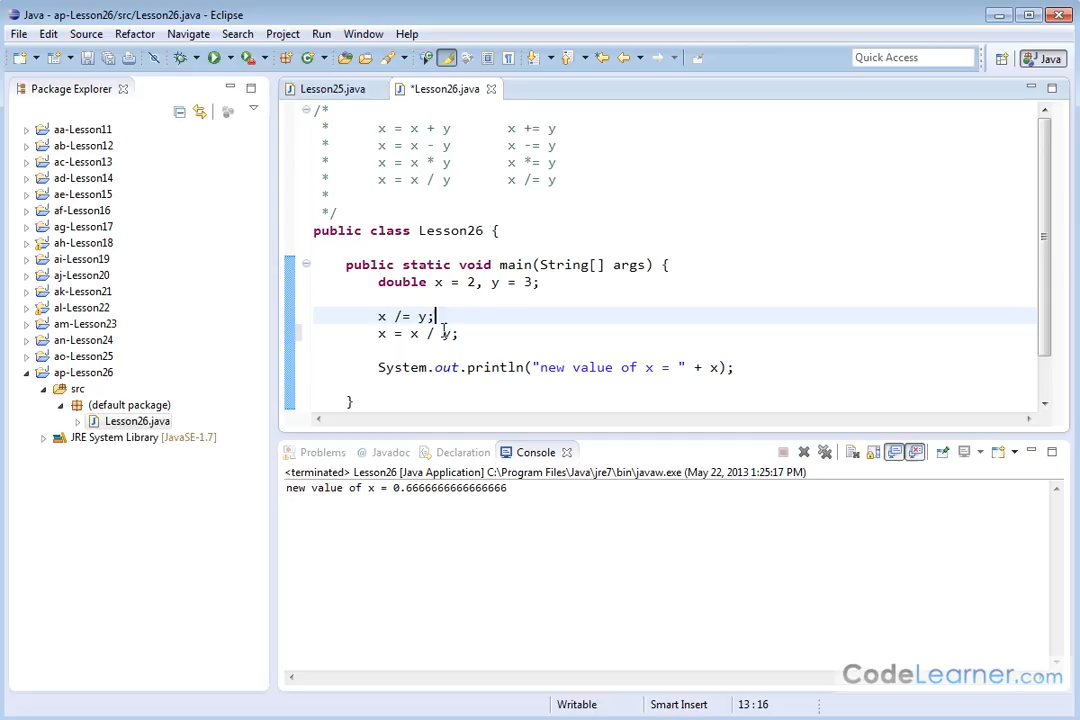 Java - ap-Lesson26/src/Lesson26.java - Eclipse
File Edit Source Refactor Navigate Search Project Run Window Help
Quick Access
Java
Package Explorer
Lesson25.java
*Lesson26.java
aa-Lesson11
ab-Lesson12
ac-Lesson13
ad-Lesson14
ae-Lesson15
af-Lesson16
ag-Lesson17
ah-Lesson18
ai-Lesson19
aj-Lesson20
ak-Lesson21
al-Lesson22
am-Lesson23
an-Lesson24
ao-Lesson25
ap-Lesson26
src
(default package)
Lesson26.java
JRE System Library [JavaSE-1.7]
/*
* x = x + y x += y
* x = x - y x -= y
* x = x * y x *= y
* x = x / y x /= y
*
*/
public class Lesson26 {
public static void main(String[] args) {
double x = 2, y = 3;
x /= y;
x = x / y;
System.out.println("new value of x = " + x);
}
Problems @ Javadoc Declaration Console
<terminated> Lesson26 [Java Application] C:\Program Files\Java\jre7\bin\javaw.exe (May 22, 2013 1:25:17 PM)
new value of x = 0.6666666666666666
CodeLearner.com
Writable Smart Insert 13 : 16